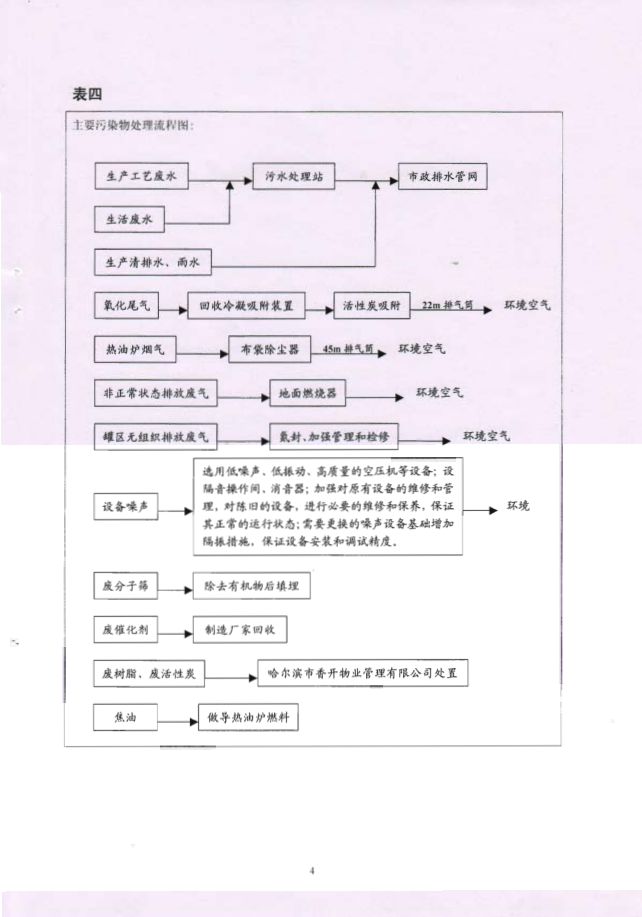 表四
主要污染物处理流程图:
生产工艺废水 污水处理站 市政排水管网
生活废水
生产清排水、雨水
氧化尾气 回收冷凝吸附装置 活性炭吸附 22m 排气筒 环境空气
热油炉烟气 布袋除尘器 45m 排气筒 环境空气
非正常状态排放废气 地面燃烧器 环境空气
罐区无组织排放废气 氮封、加强管理和检修 环境空气
选用低噪声、低振动、高质量的空压机等设备;设
隔音操作间、消音器;加强对原有设备的维修和管
设备噪声 理,对陈旧的设备,进行必要的维修和保养,保证 环境
其正常的运行状态;需要更换的噪声设备基础增加
隔振措施,保证设备安装和调试精度。
废分子筛 除去有机物后填埋
废催化剂 制造厂家回收
废树脂、废活性炭 哈尔滨市香开物业管理有限公司处置
焦油 做导热油炉燃料
4